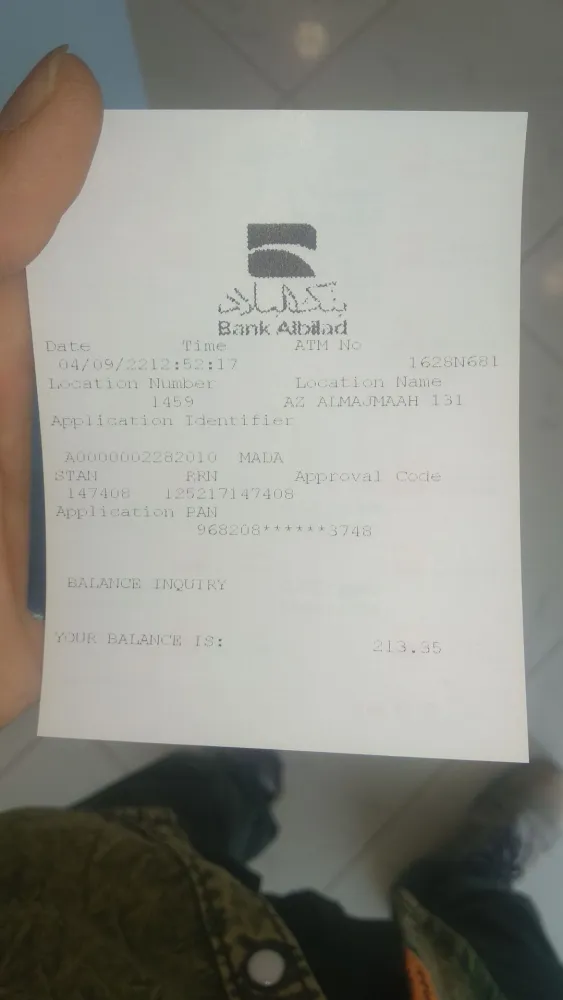 بنك البلاد
Bank Albilad
Date Time ATM No
04/09/2212:52:17 1628N681
Location Number Location Name
1459 AZ ALMAJMAAH 131
Application Identifier
A0000002282010 MADA
STAN RRN Approval Code
147408 125217147408
Application PAN
968208******3748
BALANCE INQUIRY
YOUR BALANCE IS: 213.35